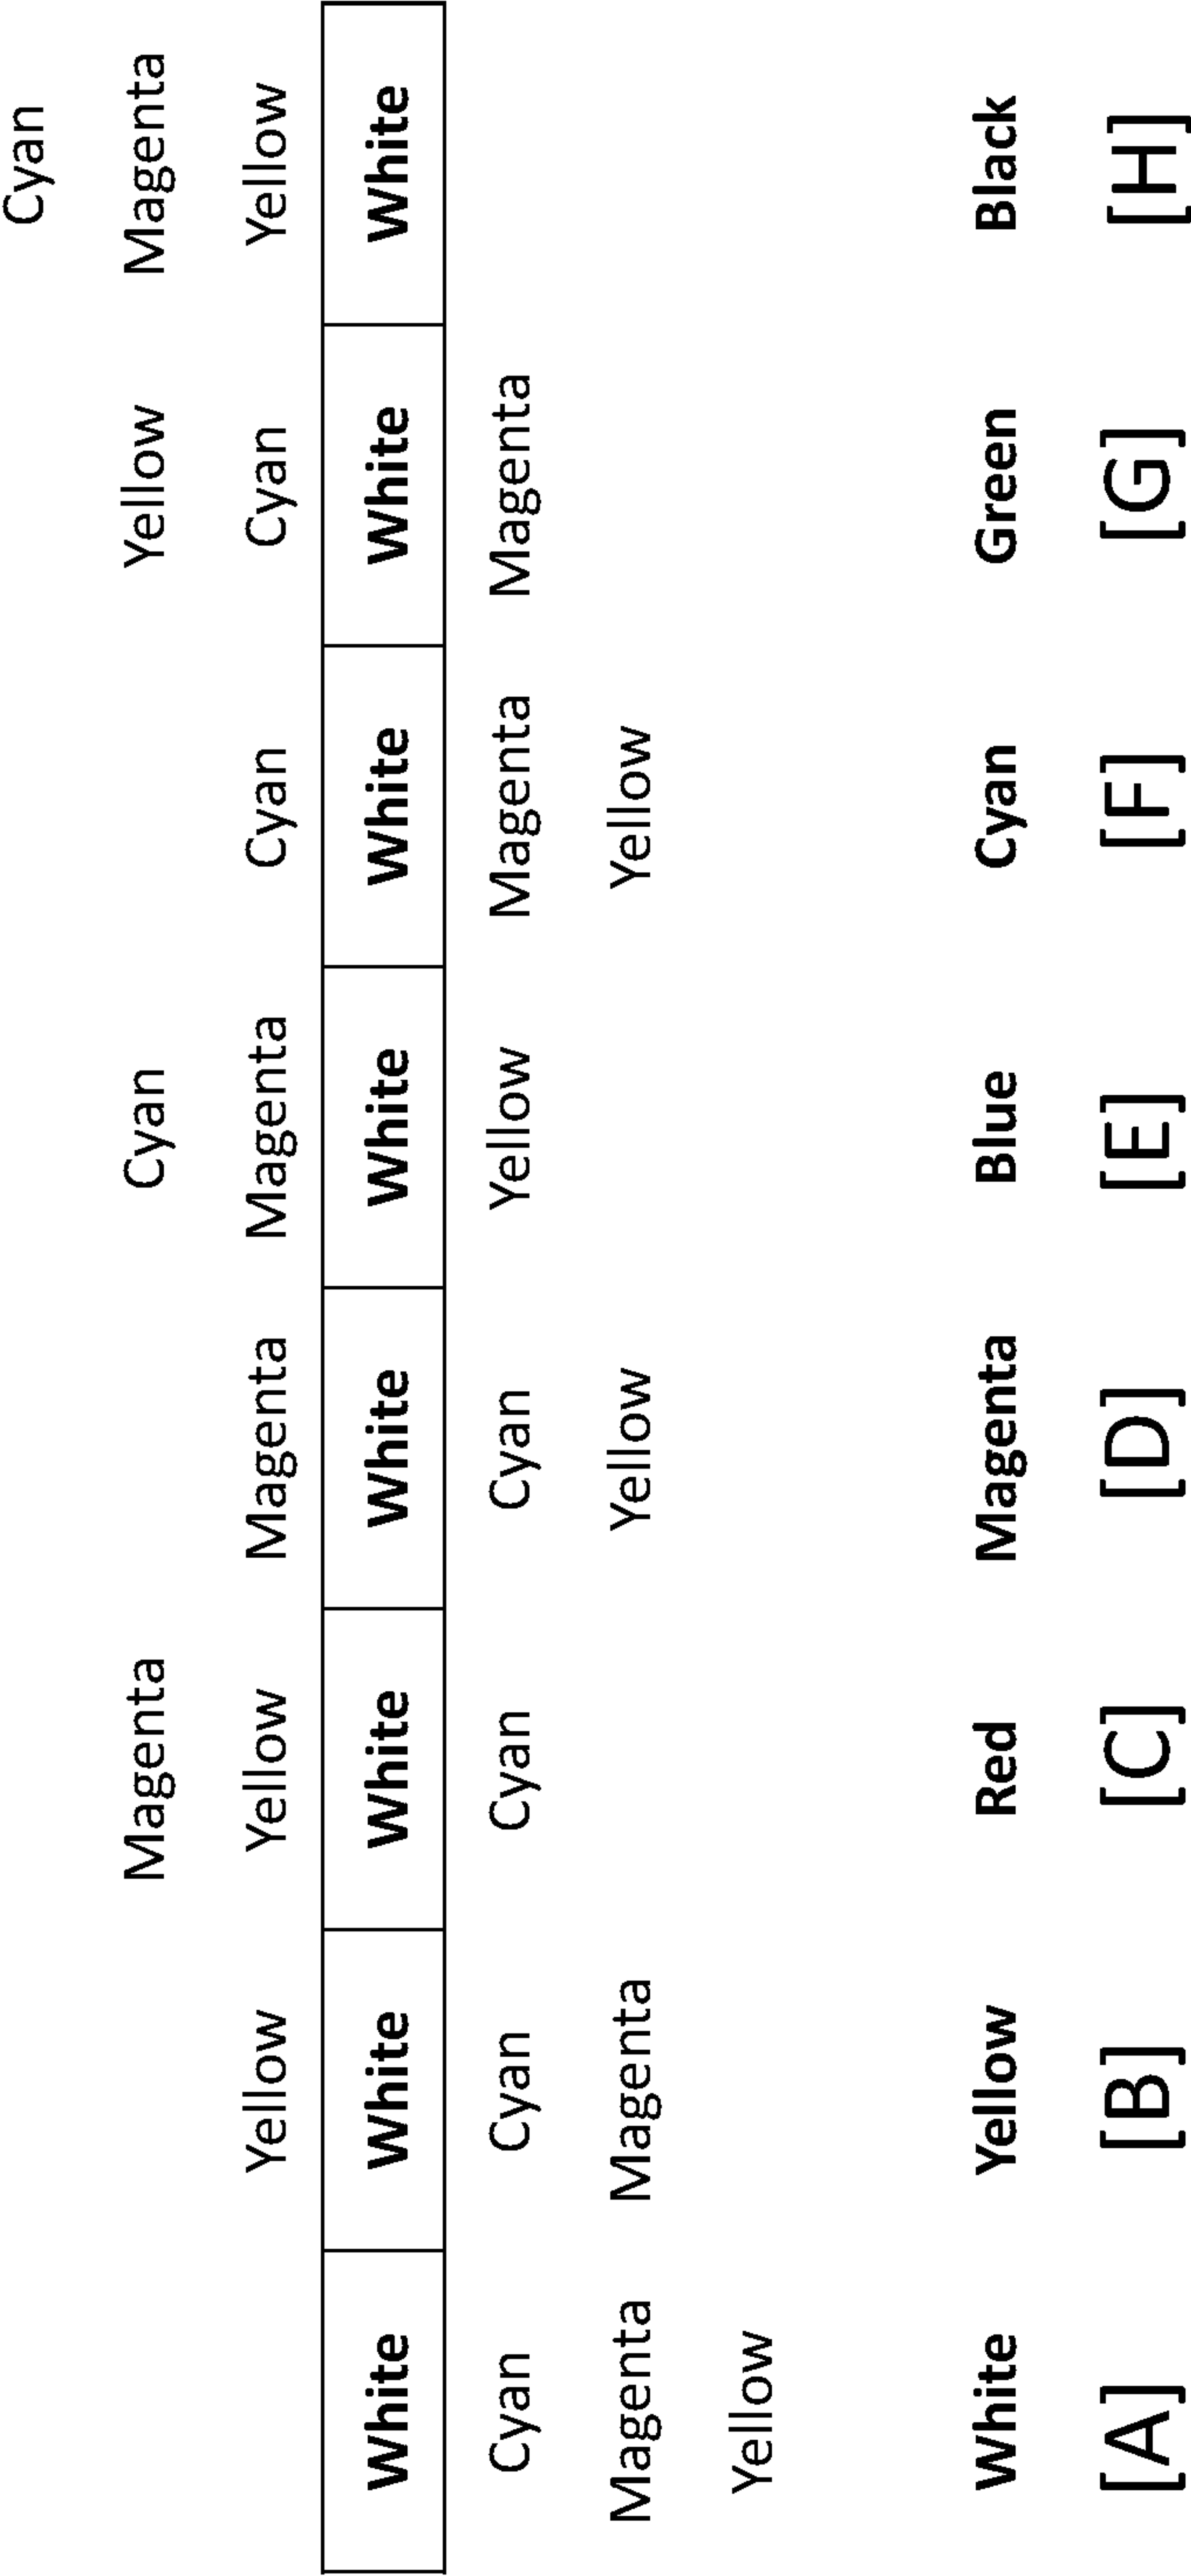 Cyan
Magenta Cyan Yellow Magenta
Yellow Yellow Magenta Magenta Cyan Cyan Yellow
White White White White White White White White
Cyan Cyan Cyan Cyan Yellow Magenta Magenta
Magenta Magenta Yellow Yellow
Yellow
White Yellow Red Magenta Blue Cyan Green Black
[A] [B] [C] [D] [E] [F] [G] [H]